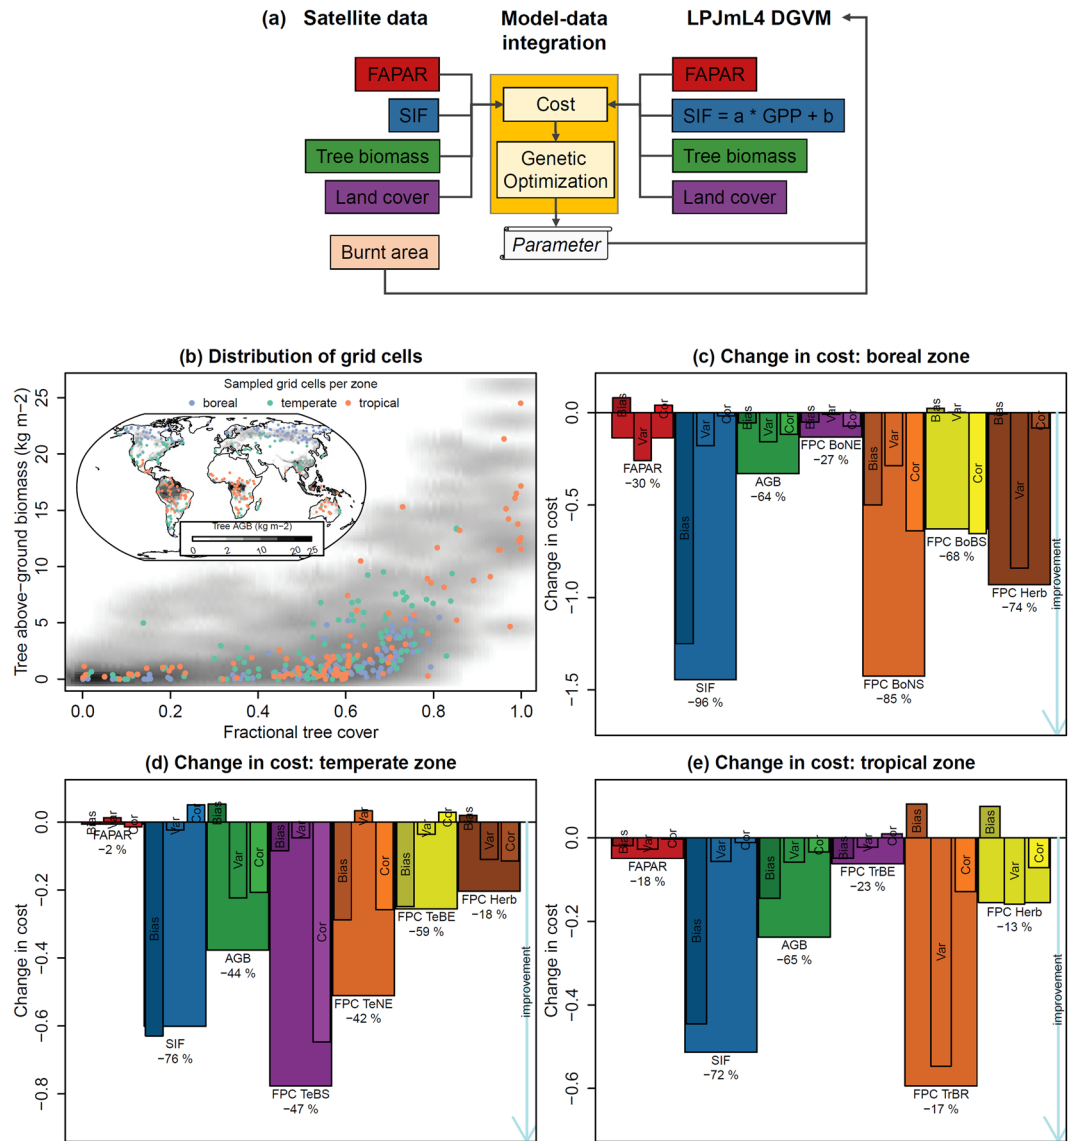 (a) Satellite data Model-data integration LPJmL4 DGVM
FAPAR
SIF
Tree biomass
Land cover
Burnt area
Cost
Genetic
Optimization
Parameter
FAPAR
SIF = a * GPP + b
Tree biomass
Land cover
(b) Distribution of grid cells
Tree above-ground biomass (kg m−2)
25
20
15
10
5
0
Sampled grid cells per zone
boreal temperate tropical
Tree AGB (kg m−2)
0 2 10 20 25
0.0 0.2 0.4 0.6 0.8 1.0
Fractional tree cover
(c) Change in cost: boreal zone
Change in cost
0.0
−0.5
−1.0
−1.5
Bias Var Cor
FAPAR
−30 %
Bias Var Cor
SIF
−96 %
Bias Var Cor
AGB
−64 %
Bias Var Cor
FPC BoNE
−27 %
Bias Var Cor
FPC BoNS
−85 %
Bias Var Cor
FPC BoBS
−68 %
Bias Var Cor
FPC Herb
−74 %
improvement
(d) Change in cost: temperate zone
Change in cost
0.0
−0.2
−0.4
−0.6
−0.8
Bias Var Cor
FAPAR
−2 %
Bias Var Cor
SIF
−76 %
Bias Var Cor
AGB
−44 %
Bias Var Cor
FPC TeBS
−47 %
Bias Var Cor
FPC TeNE
−42 %
Bias Var Cor
FPC TeBE
−59 %
Bias Var Cor
FPC Herb
−18 %
improvement
(e) Change in cost: tropical zone
Change in cost
0.0
−0.2
−0.4
−0.6
Bias Var Cor
FAPAR
−18 %
Bias Var Cor
SIF
−72 %
Bias Var Cor
AGB
−65 %
Bias Var Cor
FPC TrBE
−23 %
Bias Var Cor
FPC TrBR
−17 %
Bias Var Cor
FPC Herb
−13 %
improvement